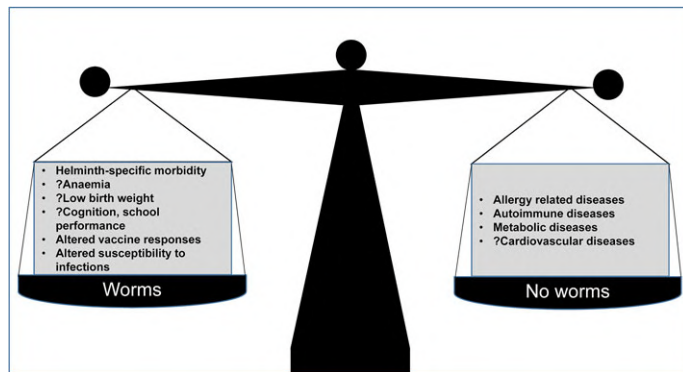 • Helminth-specific morbidity
• ?Anaemia
• ?Low birth weight
• ?Cognition, school
performance
• Altered vaccine responses
• Altered susceptibility to
infections
Worms
• Allergy related diseases
• Autoimmune diseases
• Metabolic diseases
• ?Cardiovascular diseases
No worms